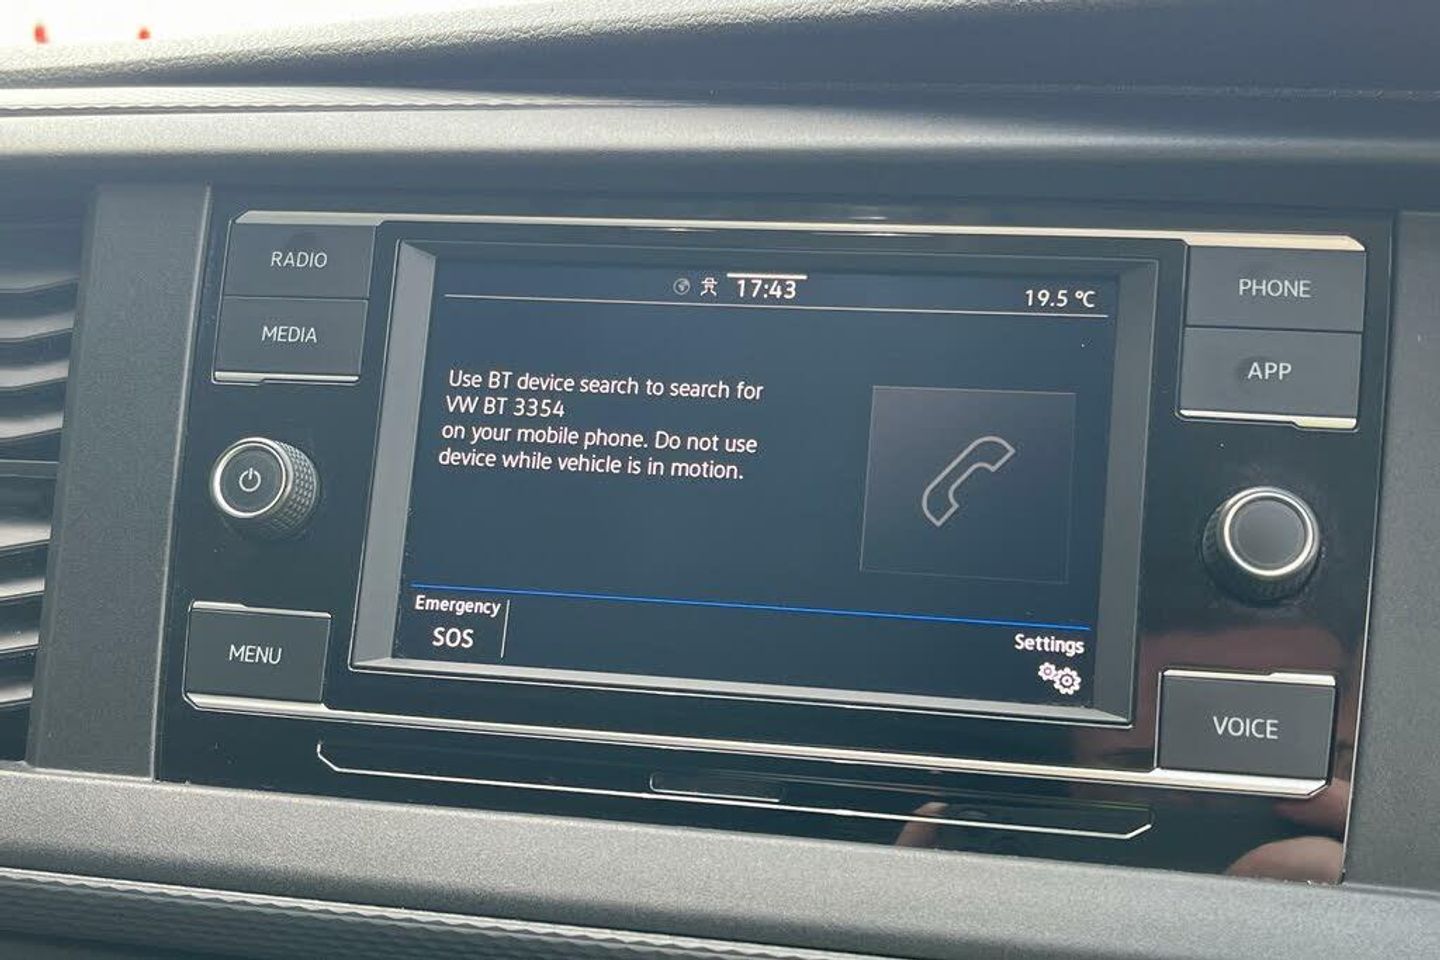 RADIO
MEDIA
MENU
17:43
19.5 °C
Use BT device search to search for
VW BT 3354
on your mobile phone. Do not use
device while vehicle is in motion.
Emergency
SOS
Settings
PHONE
APP
VOICE